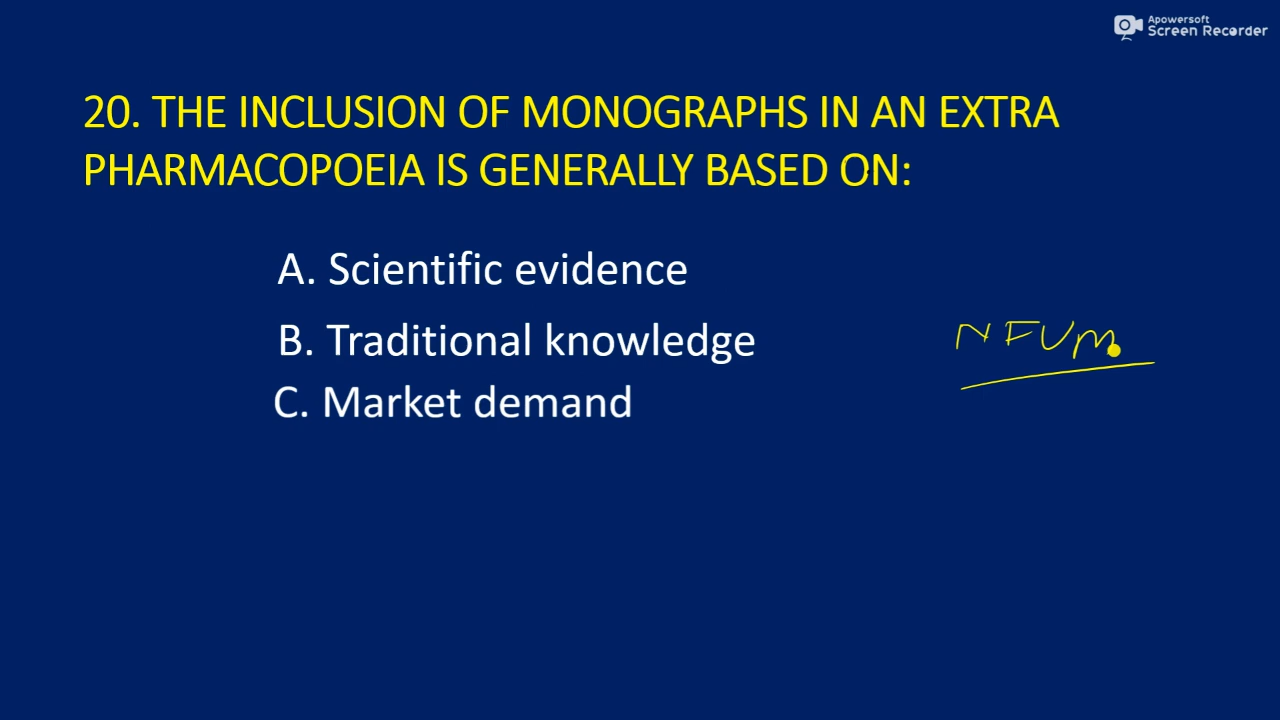 Apowersoft
Screen Recorder
20. THE INCLUSION OF MONOGRAPHS IN AN EXTRA
PHARMACOPOEIA IS GENERALLY BASED ON:
A. Scientific evidence
B. Traditional knowledge
NFUM
C. Market demand